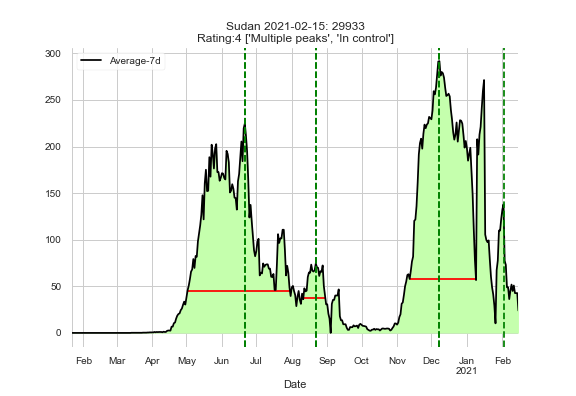 Sudan 2021-02-15: 29933
Rating:4 ['Multiple peaks', 'In control']
Average-7d
300
250
200
150
100
50
0
Feb Mar Apr May Jun Jul Aug Sep Oct Nov Dec Jan Feb
2021
Date